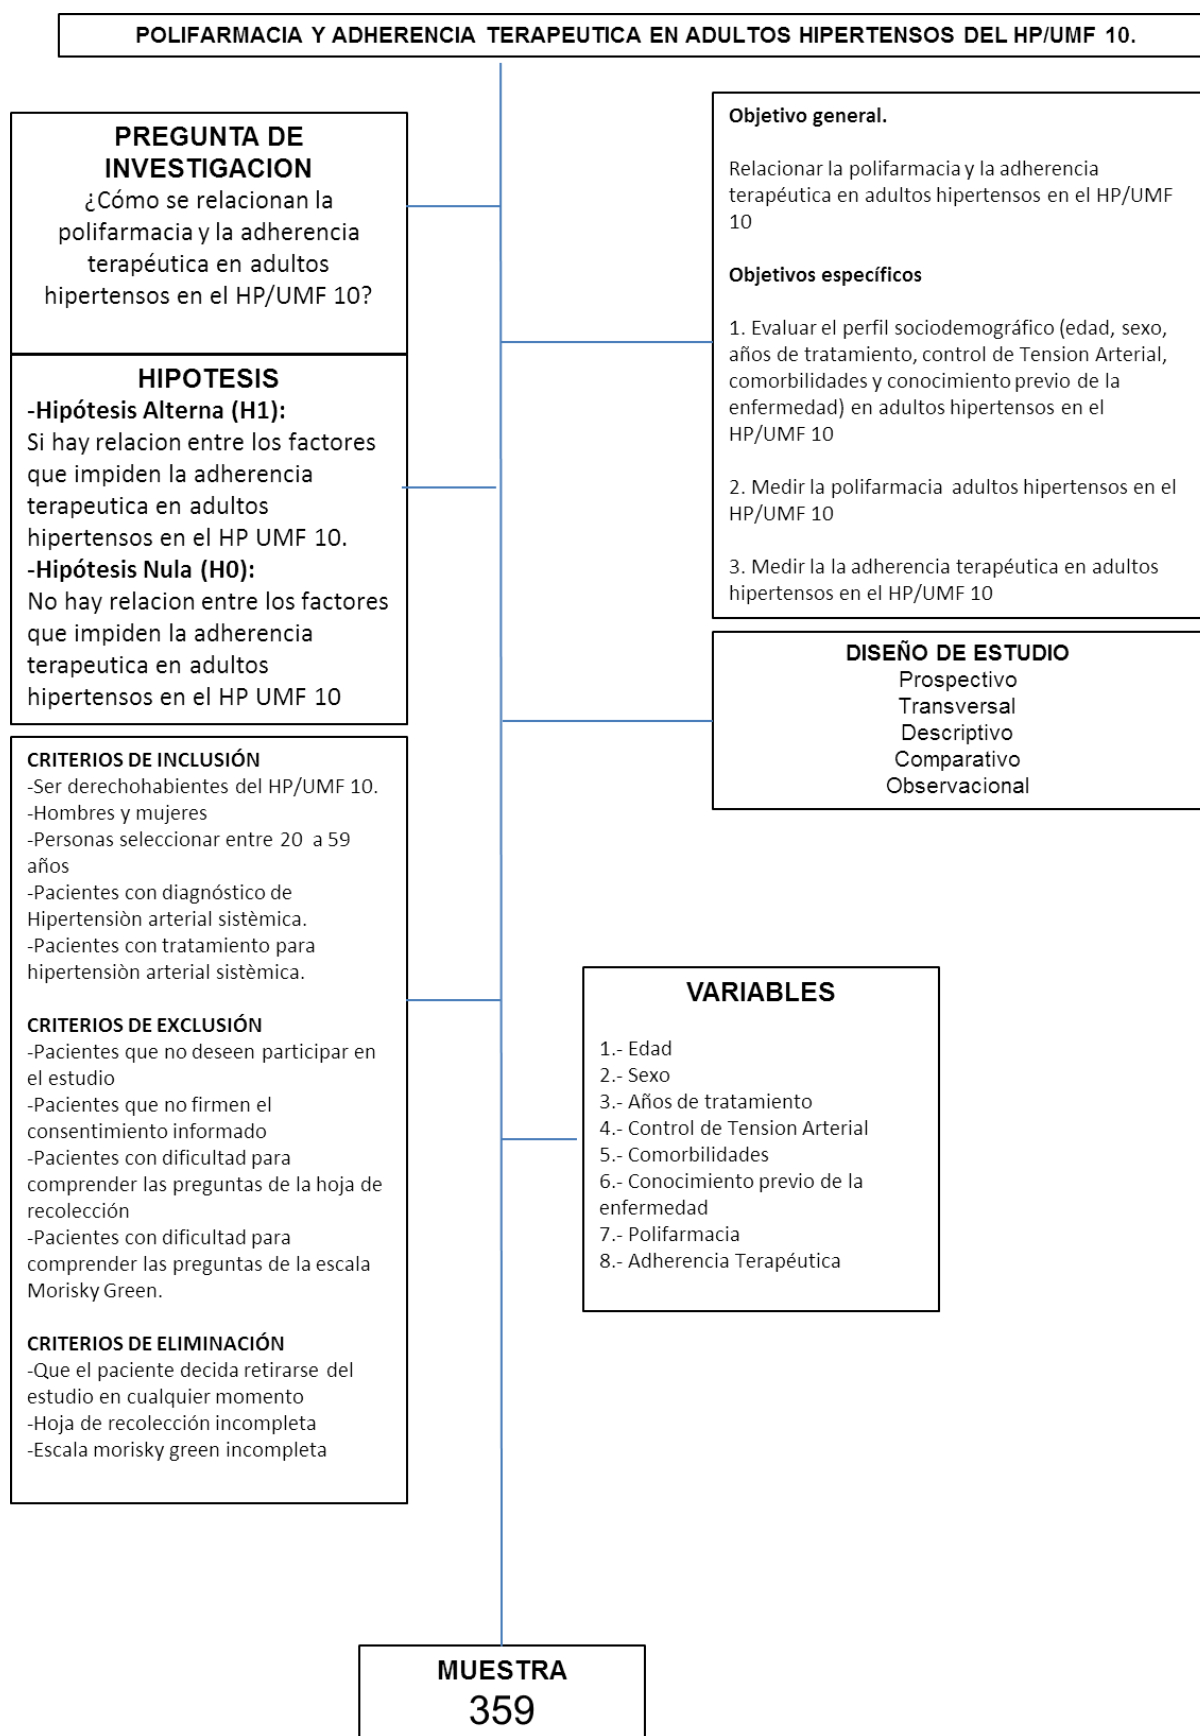 POLIFARMACIA Y ADHERENCIA TERAPEUTICA EN ADULTOS HIPERTENSOS DEL HP/UMF 10.
PREGUNTA DE
INVESTIGACION
¿Cómo se relacionan la
polifarmacia y la adherencia
terapéutica en adultos
hipertensos en el HP/UMF 10?
HIPOTESIS
-Hipótesis Alterna (H1):
Si hay relacion entre los factores
que impiden la adherencia
terapeutica en adultos
hipertensos en el HP UMF 10.
-Hipótesis Nula (H0):
No hay relacion entre los factores
que impiden la adherencia
terapeutica en adultos
hipertensos en el HP UMF 10
CRITERIOS DE INCLUSIÓN
-Ser derechohabientes del HP/UMF 10.
-Hombres y mujeres
-Personas seleccionar entre 20 a 59
años
-Pacientes con diagnóstico de
Hipertensiòn arterial sistèmica.
-Pacientes con tratamiento para
hipertensiòn arterial sistèmica.
CRITERIOS DE EXCLUSIÓN
-Pacientes que no deseen participar en
el estudio
-Pacientes que no firmen el
consentimiento informado
-Pacientes con dificultad para
comprender las preguntas de la hoja de
recolección
-Pacientes con dificultad para
comprender las preguntas de la escala
Morisky Green.
CRITERIOS DE ELIMINACIÓN
-Que el paciente decida retirarse del
estudio en cualquier momento
-Hoja de recolección incompleta
-Escala morisky green incompleta
Objetivo general.
Relacionar la polifarmacia y la adherencia
terapéutica en adultos hipertensos en el HP/UMF
10
Objetivos específicos
1. Evaluar el perfil sociodemográfico (edad, sexo,
años de tratamiento, control de Tension Arterial,
comorbilidades y conocimiento previo de la
enfermedad) en adultos hipertensos en el
HP/UMF 10
2. Medir la polifarmacia adultos hipertensos en el
HP/UMF 10
3. Medir la la adherencia terapéutica en adultos
hipertensos en el HP/UMF 10
DISEÑO DE ESTUDIO
Prospectivo
Transversal
Descriptivo
Comparativo
Observacional
VARIABLES
1.- Edad
2.- Sexo
3.- Años de tratamiento
4.- Control de Tension Arterial
5.- Comorbilidades
6.- Conocimiento previo de la
enfermedad
7.- Polifarmacia
8.- Adherencia Terapéutica
MUESTRA
359